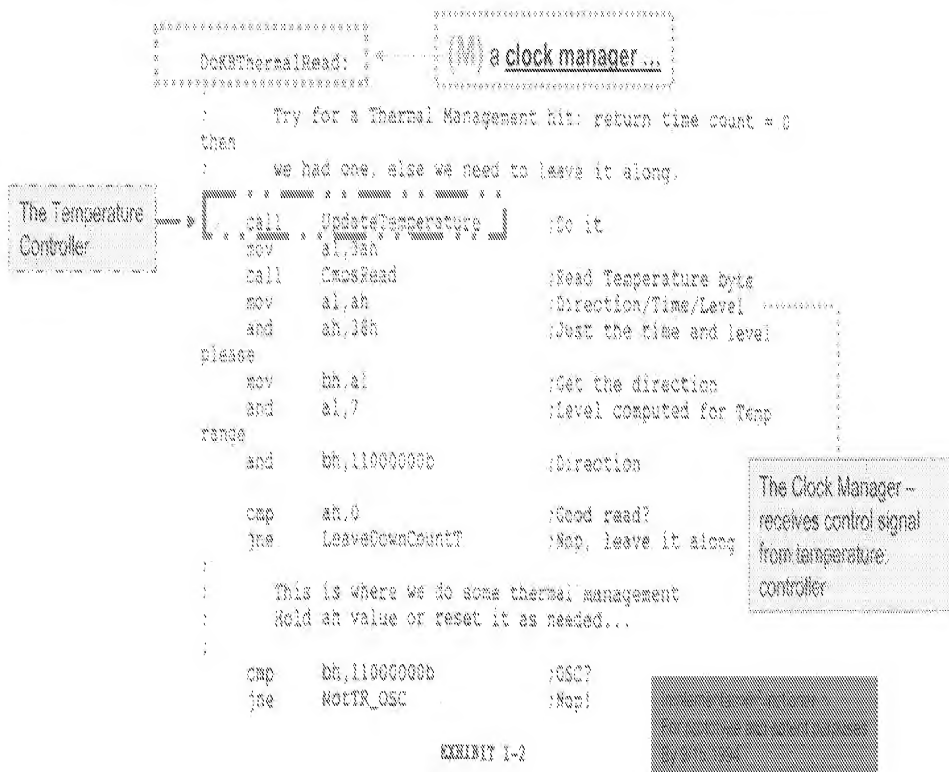 DoKBThermalRead:
(M) a clock manager ...
;
; Try for a Thermal Management hit: return time count = 0
then
; we had one, else we need to leave it along.
;
The Temperature
Controller
call UpdateTemperature ;Do it
mov al,3ah
call CmosRead ;Read Temperature byte
mov al,ah ;Direction/Time/Level
and ah,38h ;Just the time and level
please
mov bh,al ;Get the direction
and al,7 ;Level computed for Temp
range
and bh,11000000b ;Direction
cmp ah,0 ;Good read?
jne LeaveDownCountT ;Nop, leave it along
The Clock Manager –
receives control signal
from temperature
controller
;
; This is where we do some thermal management
; Hold ah value or reset it as needed...
;
cmp bh,11000000b ;OSC?
jne NotTR_OSC ;Nop!
EXHIBIT 1-2